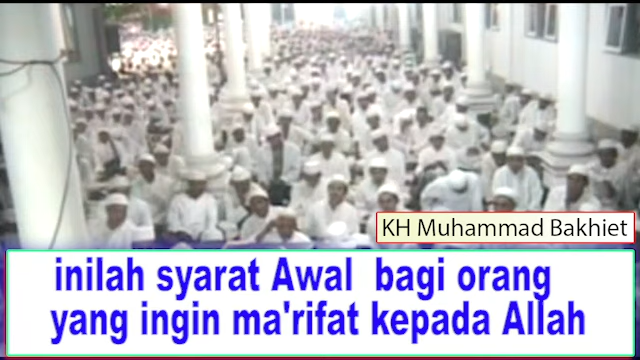 KH Muhammad Bakhiet
inilah syarat Awal bagi orang
yang ingin ma'rifat kepada Allah